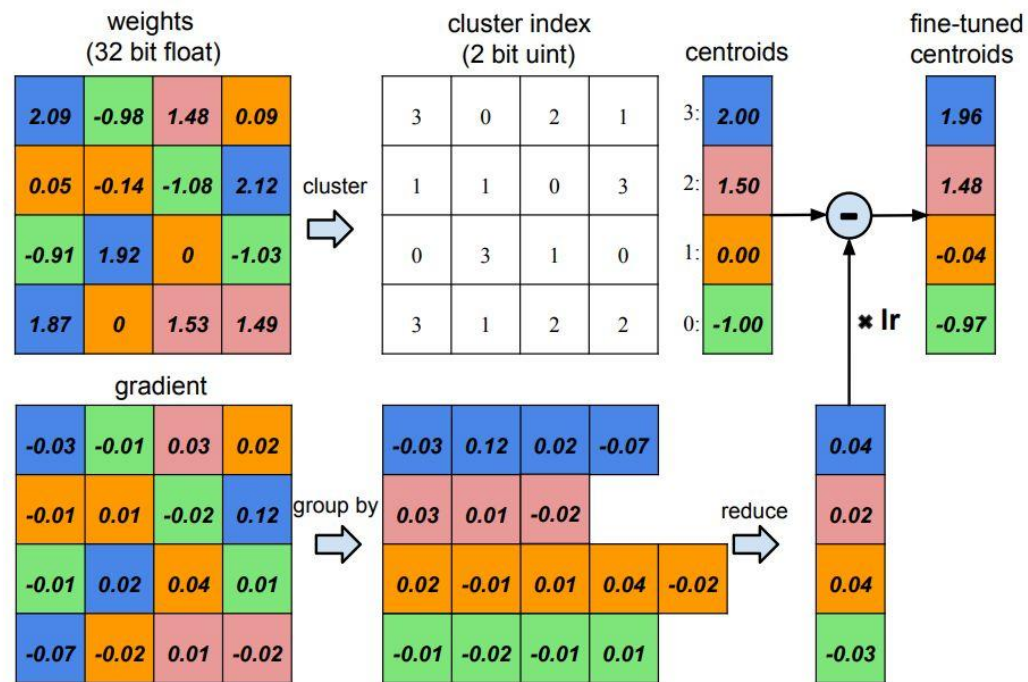 weights
(32 bit float)
cluster index
(2 bit uint)
centroids
fine-tuned
centroids
2.09 -0.98 1.48 0.09
3 0 2 1
3: 2.00
1.96
0.05 -0.14 -1.08 2.12
cluster
1 1 0 3
2: 1.50
1.48
-
-0.91 1.92 0 -1.03
0 3 1 0
1: 0.00
-0.04
1.87 0 1.53 1.49
3 1 2 2
0: -1.00
× lr
-0.97
gradient
-0.03 -0.01 0.03 0.02
-0.03 0.12 0.02 -0.07
0.04
-0.01 0.01 -0.02 0.12
group by
0.03 0.01 -0.02
reduce
0.02
-0.01 0.02 0.04 0.01
0.02 -0.01 0.01 0.04 -0.02
0.04
-0.07 -0.02 0.01 -0.02
-0.01 -0.02 -0.01 0.01
-0.03